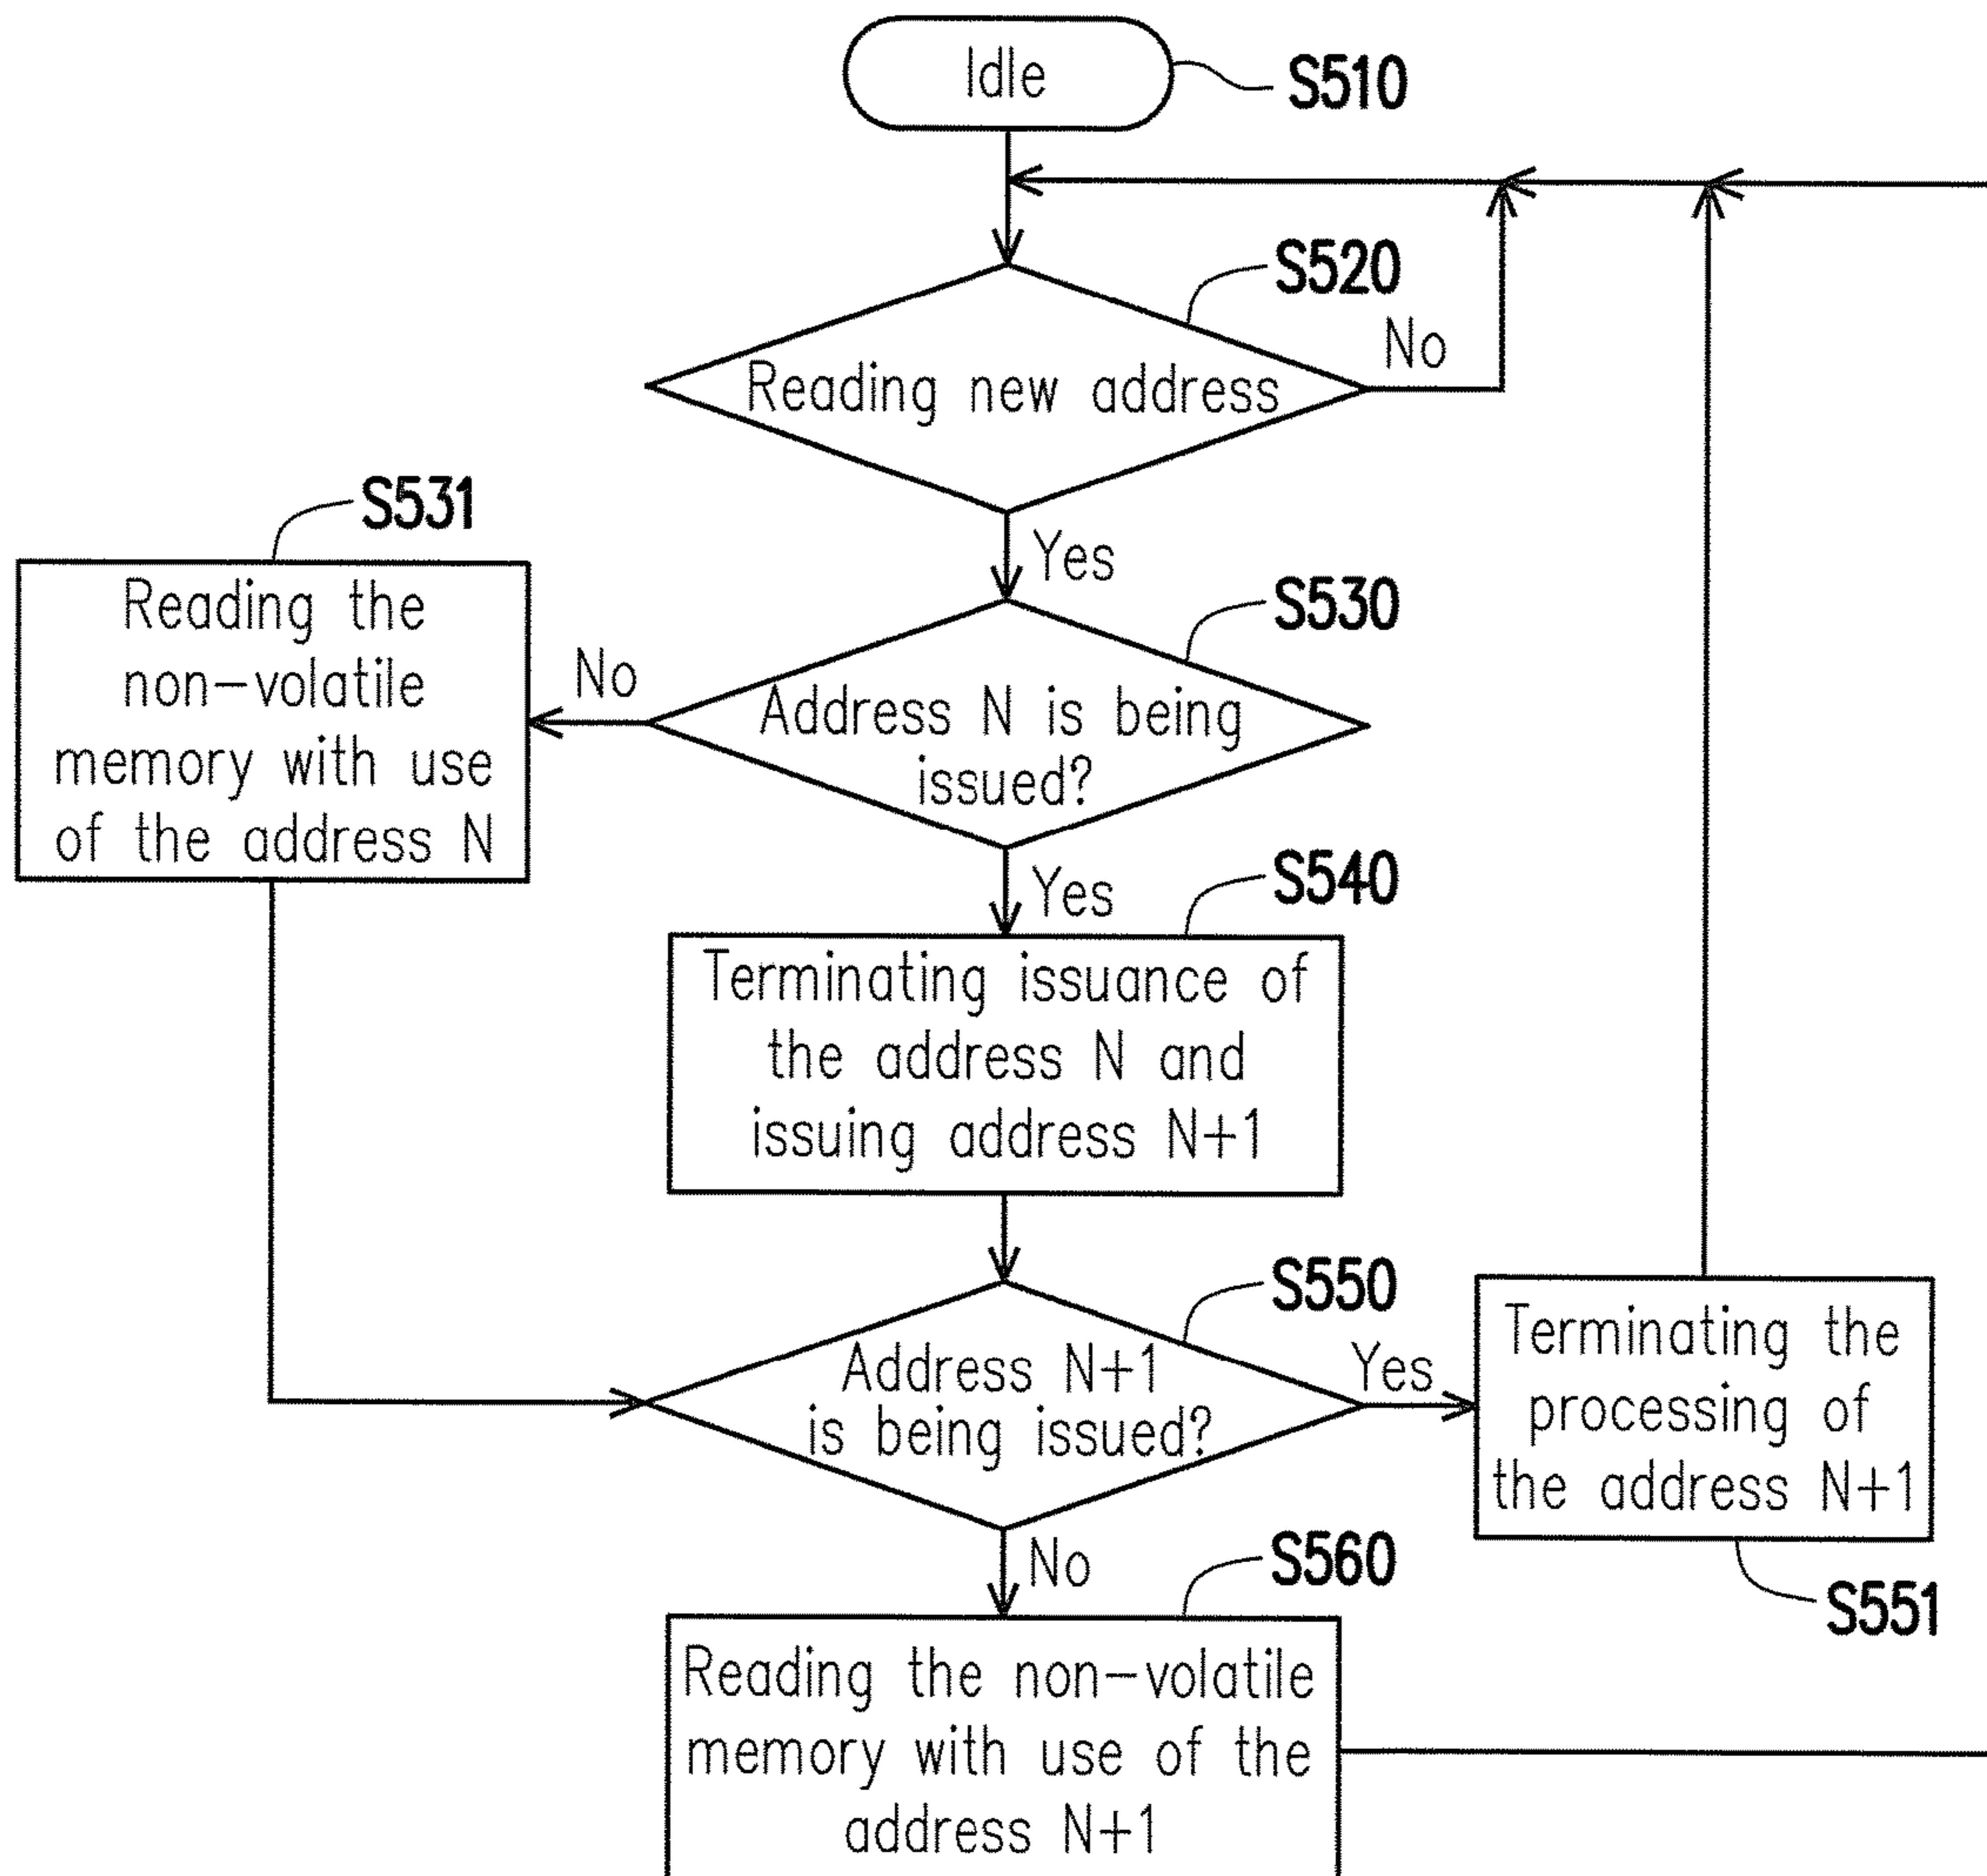 Idle
S510
S520
No
Reading new address
S531
Yes
S530
Reading the
non-volatile
memory with use
of the address N
No
Address N is being
issued?
S540
Yes
Terminating issuance of
the address N and
issuing address N+1
S550
Address N+1
is being issued?
Yes
Terminating the
processing of
the address N+1
S551
No
S560
Reading the non-volatile
memory with use of the
address N+1